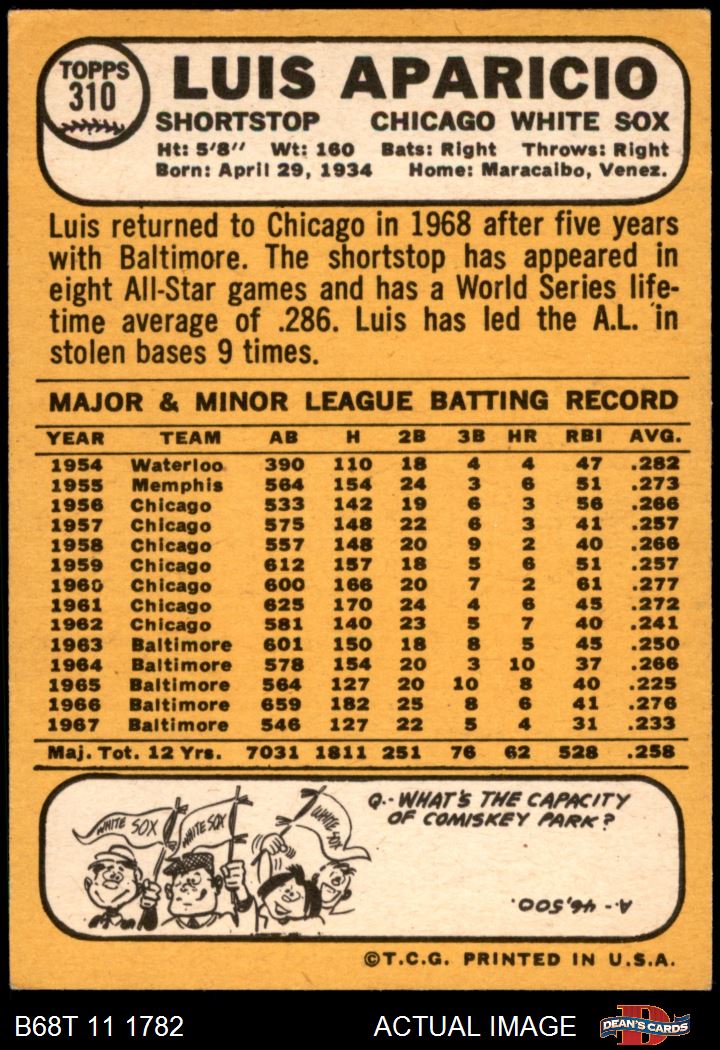 TOPPS
310
LUIS APARICIO
SHORTSTOP CHICAGO WHITE SOX
Ht: 5'8" Wt: 160 Bats: Right Throws: Right
Born: April 29, 1934 Home: Maracaibo, Venez.
Luis returned to Chicago in 1968 after five years
with Baltimore. The shortstop has appeared in
eight All-Star games and has a World Series life-
time average of .286. Luis has led the A.L. in
stolen bases 9 times.
MAJOR & MINOR LEAGUE BATTING RECORD
YEAR TEAM AB H 2B 3B HR RBI AVG.
1954 Waterloo 390 110 18 4 4 47 .282
1955 Memphis 564 154 24 3 6 51 .273
1956 Chicago 533 142 19 6 3 56 .266
1957 Chicago 575 148 22 6 3 41 .257
1958 Chicago 557 148 20 9 2 40 .266
1959 Chicago 612 157 18 5 6 51 .257
1960 Chicago 600 166 20 7 2 61 .277
1961 Chicago 625 170 24 4 6 45 .272
1962 Chicago 581 140 23 5 7 40 .241
1963 Baltimore 601 150 18 8 5 45 .250
1964 Baltimore 578 154 20 3 10 37 .266
1965 Baltimore 564 127 20 10 8 40 .225
1966 Baltimore 659 182 25 8 6 41 .276
1967 Baltimore 546 127 22 5 4 31 .233
Maj. Tot. 12 Yrs. 7031 1811 251 76 62 528 .258
WHITE SOX
WHITE SOX
WHITE SOX
Q.- WHAT'S THE CAPACITY
OF COMISKEY PARK?
A.- 46,500.
©T.C.G. PRINTED IN U.S.A.
B68T 11 1782 ACTUAL IMAGE
D
DEAN'S CARDS